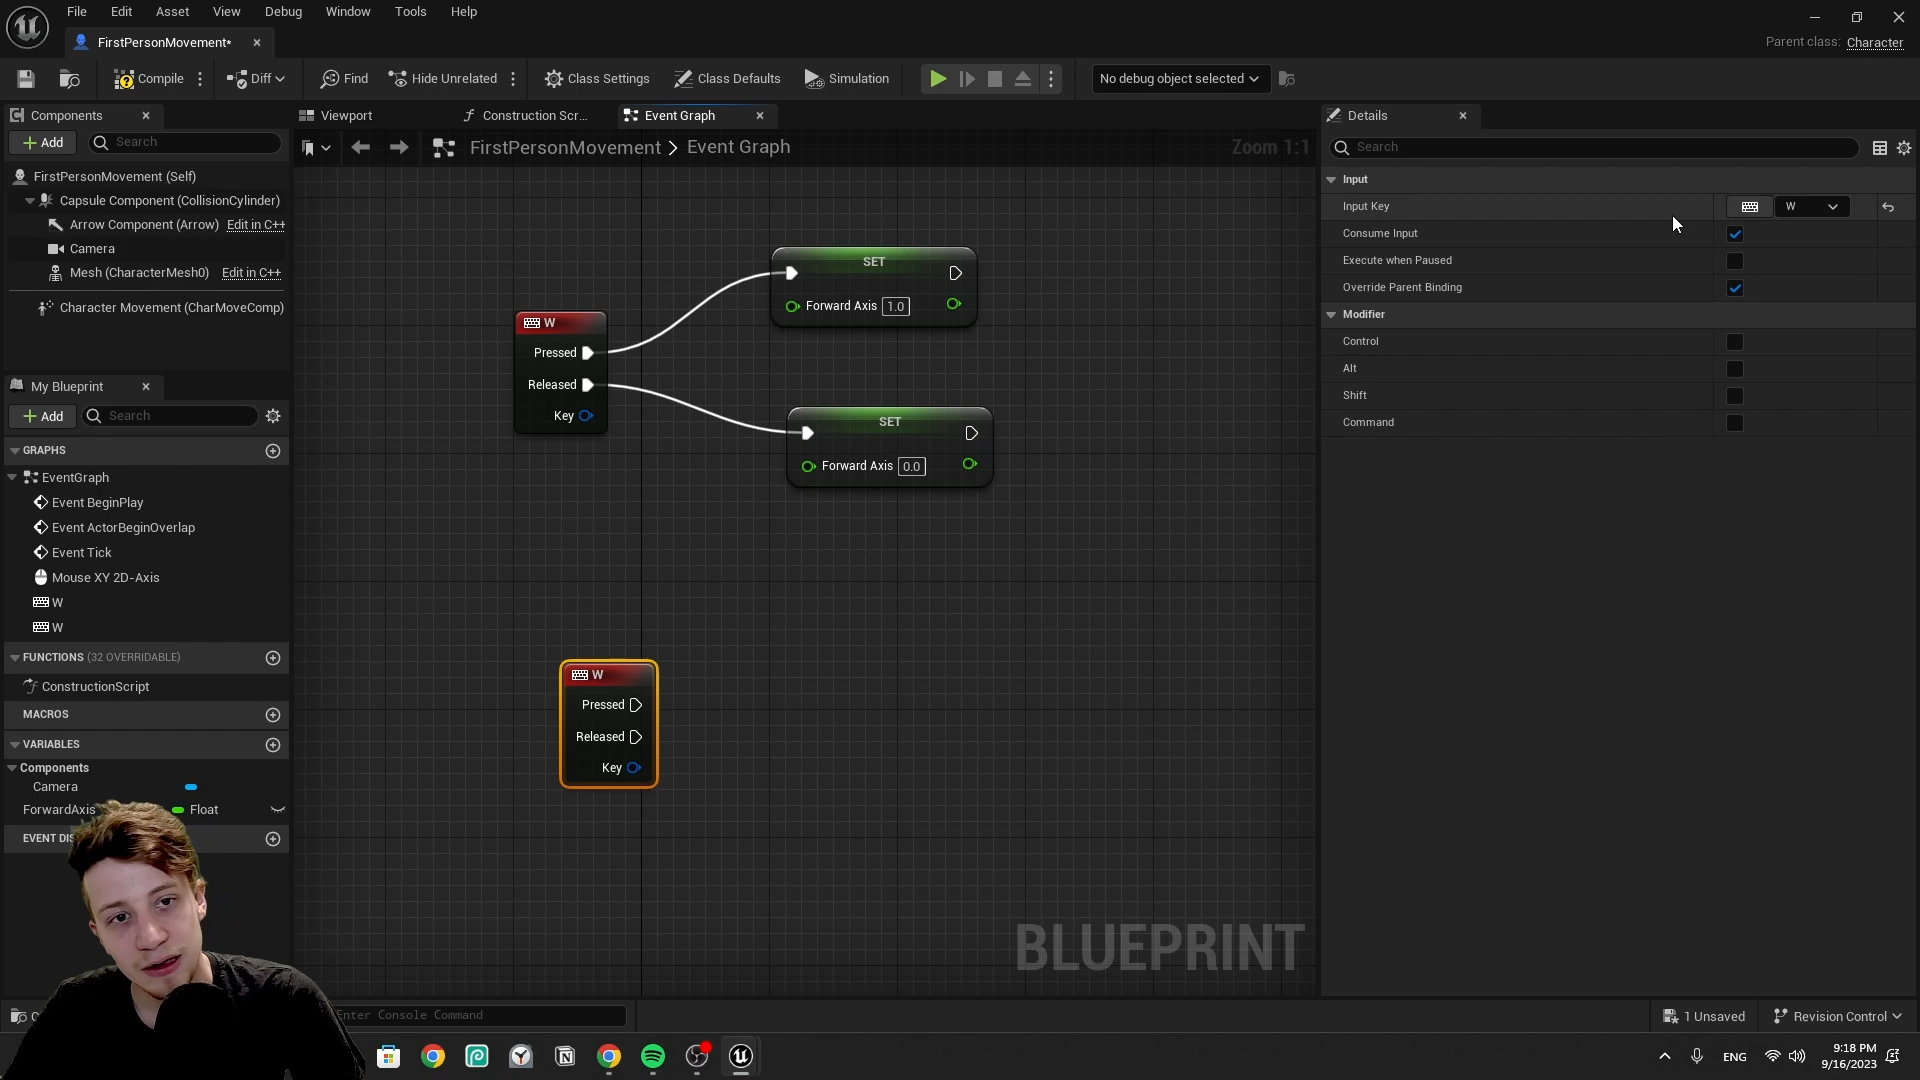 File Edit Asset View Debug Window Tools Help
FirstPersonMovement*
Parent class: Character
Compile Diff Find Hide Unrelated Class Settings Class Defaults Simulation No debug object selected
Components
Add Search
FirstPersonMovement (Self)
Capsule Component (CollisionCylinder)
Arrow Component (Arrow) Edit in C++
Camera
Mesh (CharacterMesh0) Edit in C++
Character Movement (CharMoveComp)
My Blueprint
Add Search
GRAPHS
EventGraph
Event BeginPlay
Event ActorBeginOverlap
Event Tick
Mouse XY 2D-Axis
W
W
FUNCTIONS (32 OVERRIDABLE)
ConstructionScript
MACROS
VARIABLES
Components
Camera
ForwardAxis Float
EVENT DIS
Viewport Construction Scr... Event Graph
FirstPersonMovement > Event Graph Zoom 1:1
SET
Forward Axis 1.0
W
Pressed
Released
Key
SET
Forward Axis 0.0
W
Pressed
Released
Key
BLUEPRINT
Details
Search
Input
Input Key W
Consume Input
Execute when Paused
Override Parent Binding
Modifier
Control
Alt
Shift
Command
Enter Console Command
1 Unsaved Revision Control
ENG
9:18 PM
9/16/2023